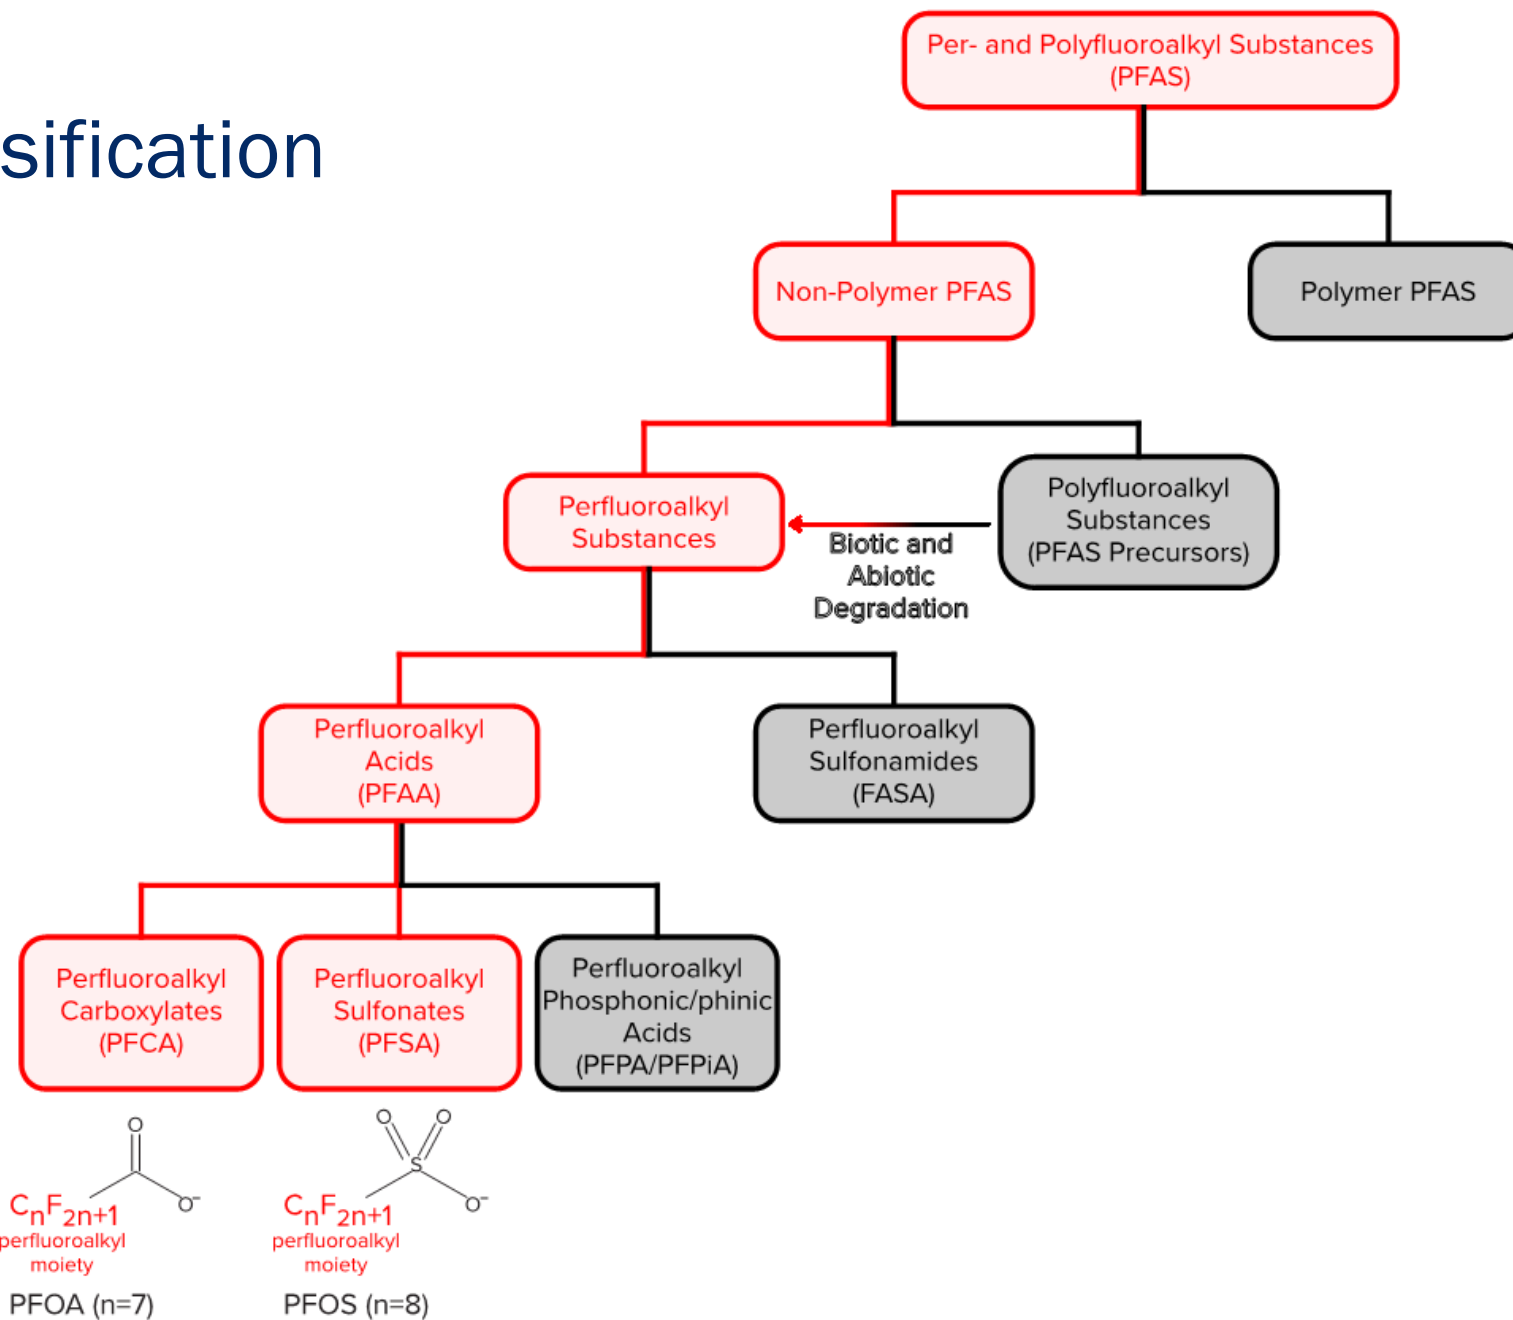 Per- and Polyfluoroalkyl Substances
(PFAS)
sification
Non-Polymer PFAS
Polymer PFAS
Perfluoroalkyl
Substances
Polyfluoroalkyl
Substances
(PFAS Precursors)
Biotic and
Abiotic
Degradation
Perfluoroalkyl
Acids
(PFAA)
Perfluoroalkyl
Sulfonamides
(FASA)
Perfluoroalkyl
Carboxylates
(PFCA)
Perfluoroalkyl
Sulfonates
(PFSA)
Perfluoroalkyl
Phosphonic/phinic
Acids
(PFPA/PFPiA)
O
O⁻
CₙF₂ₙ₊₁
perfluoroalkyl
moiety
PFOA (n=7)
O O
S
O⁻
CₙF₂ₙ₊₁
perfluoroalkyl
moiety
PFOS (n=8)